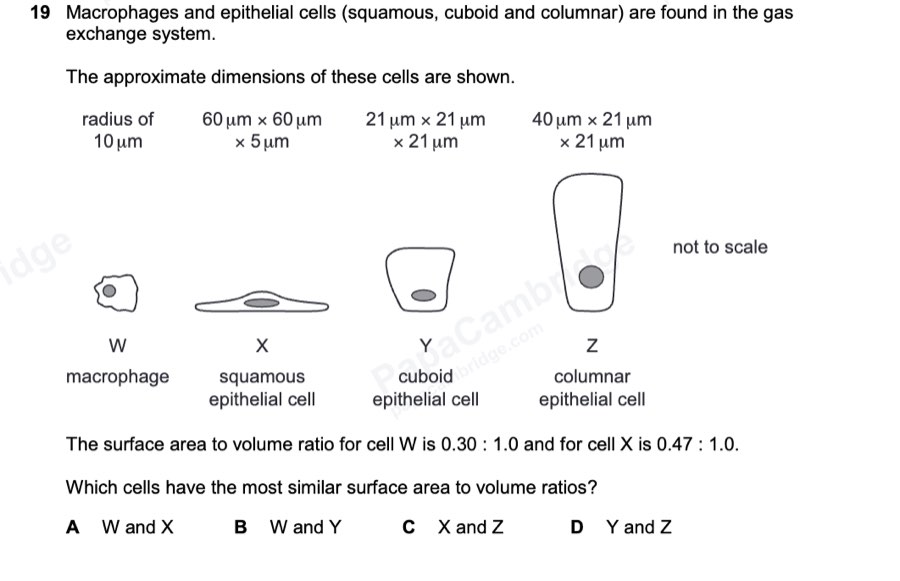 19 Macrophages and epithelial cells (squamous, cuboid and columnar) are found in the gas
exchange system.
The approximate dimensions of these cells are shown.
radius of
10 µm
60 µm × 60 µm
× 5 µm
21 µm × 21 µm
× 21 µm
40 µm × 21 µm
× 21 µm
not to scale
W
macrophage
X
squamous
epithelial cell
Y
cuboid
epithelial cell
Z
columnar
epithelial cell
PapaCambridge
The surface area to volume ratio for cell W is 0.30 : 1.0 and for cell X is 0.47 : 1.0.
Which cells have the most similar surface area to volume ratios?
A W and X B W and Y C X and Z D Y and Z